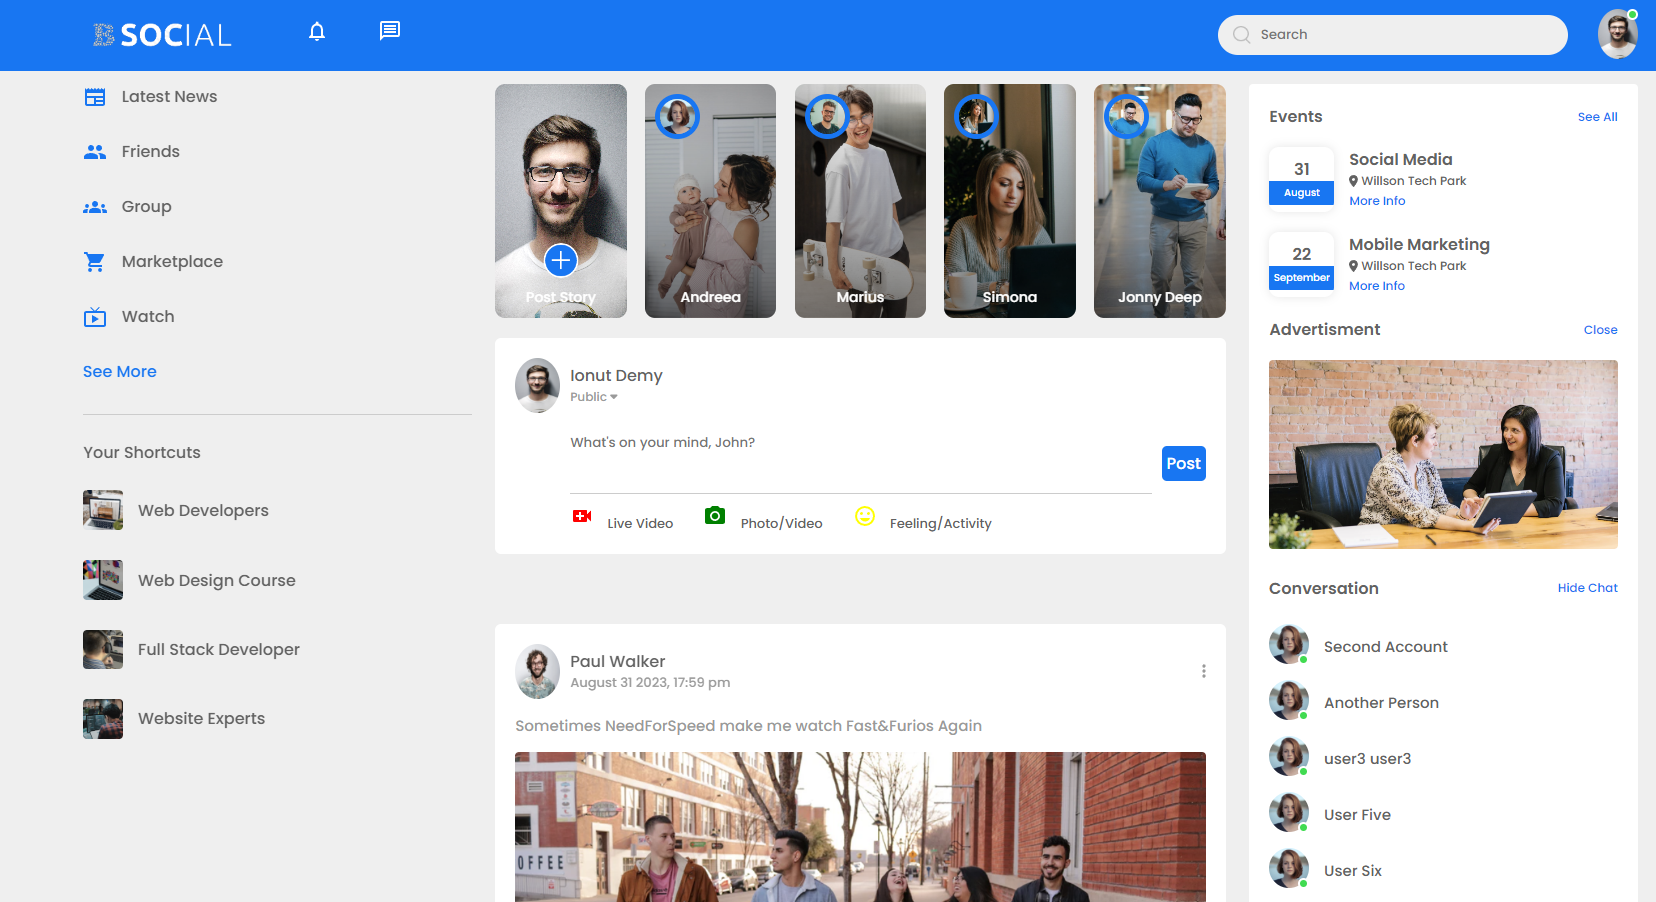 B SOCIAL
Search
Latest News
Friends
Group
Marketplace
Watch
See More
Your Shortcuts
Web Developers
Web Design Course
Full Stack Developer
Website Experts
Post Story
Andreea
Marius
Simona
Jonny Deep
Ionut Demy
Public
What's on your mind, John?
Post
Live Video
Photo/Video
Feeling/Activity
Paul Walker
August 31 2023, 17:59 pm
Sometimes NeedForSpeed make me watch Fast&Furios Again
OFFEE
Events
See All
31
August
Social Media
Willson Tech Park
More Info
22
September
Mobile Marketing
Willson Tech Park
More Info
Advertisment
Close
Conversation
Hide Chat
Second Account
Another Person
user3 user3
User Five
User Six